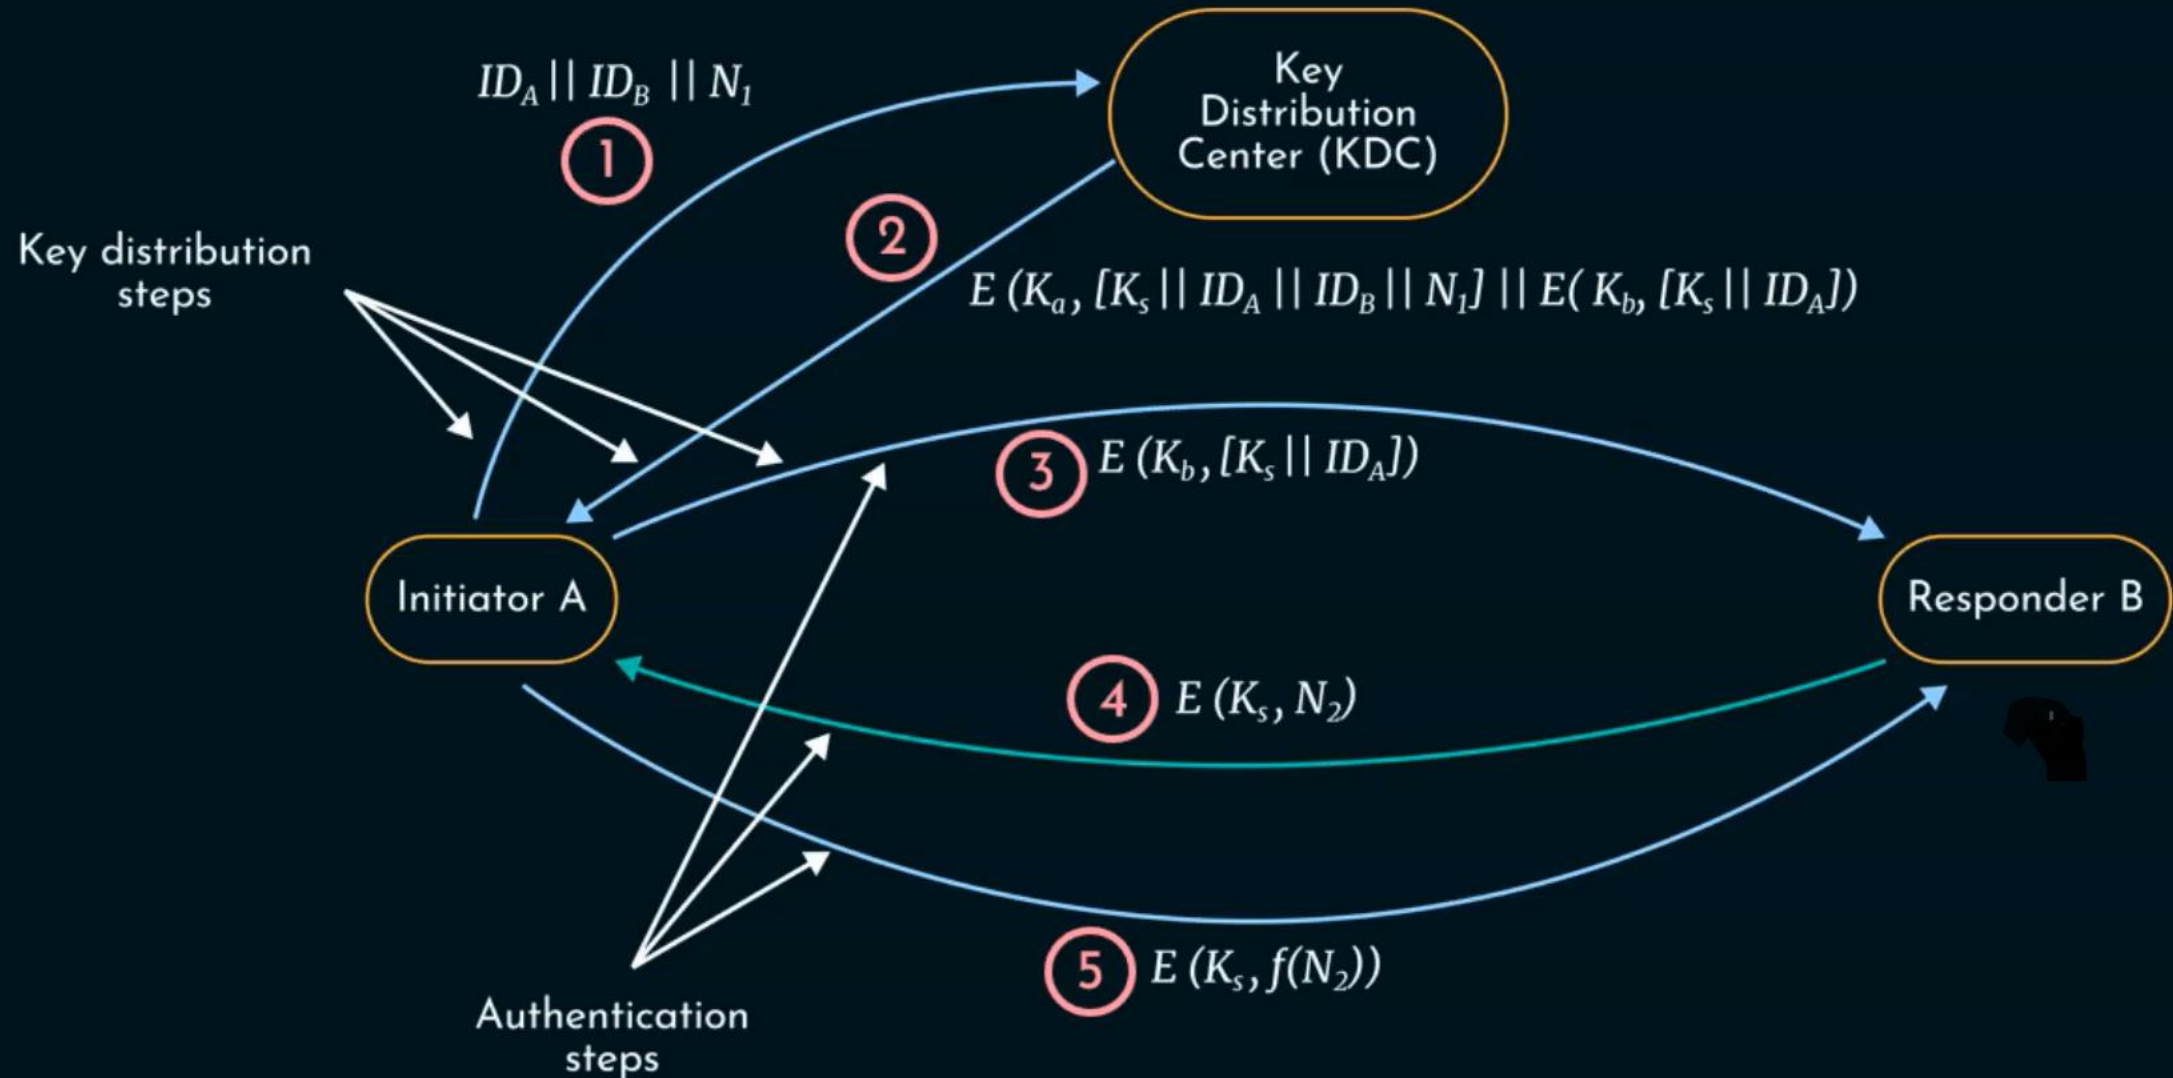 ID_A || ID_B || N_1
1
Key
Distribution
Center (KDC)
2
Key distribution
steps
E (K_a, [K_s || ID_A || ID_B || N_1] || E( K_b, [K_s || ID_A])
3
E (K_b, [K_s || ID_A])
Initiator A
Responder B
4
E (K_s, N_2)
5
E (K_s, f(N_2))
Authentication
steps